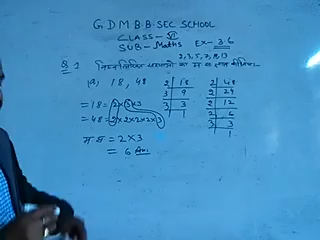 G D M B.B. SEC SCHOOL
CLASS - VI
SUB - Maths Ex - 3.6
2,3,5,7,11,13
Q.1 निम्नलिखित संख्याओं का म स ज्ञात कीजिए।
(a) 18, 48
2 | 18
3 | 9
3 | 3
1
2 | 48
2 | 24
2 | 12
2 | 6
3 | 3
1
= 18 = 2×3×3
= 48 = 2×2×2×2×3
म स = 2×3
= 6 Ans.